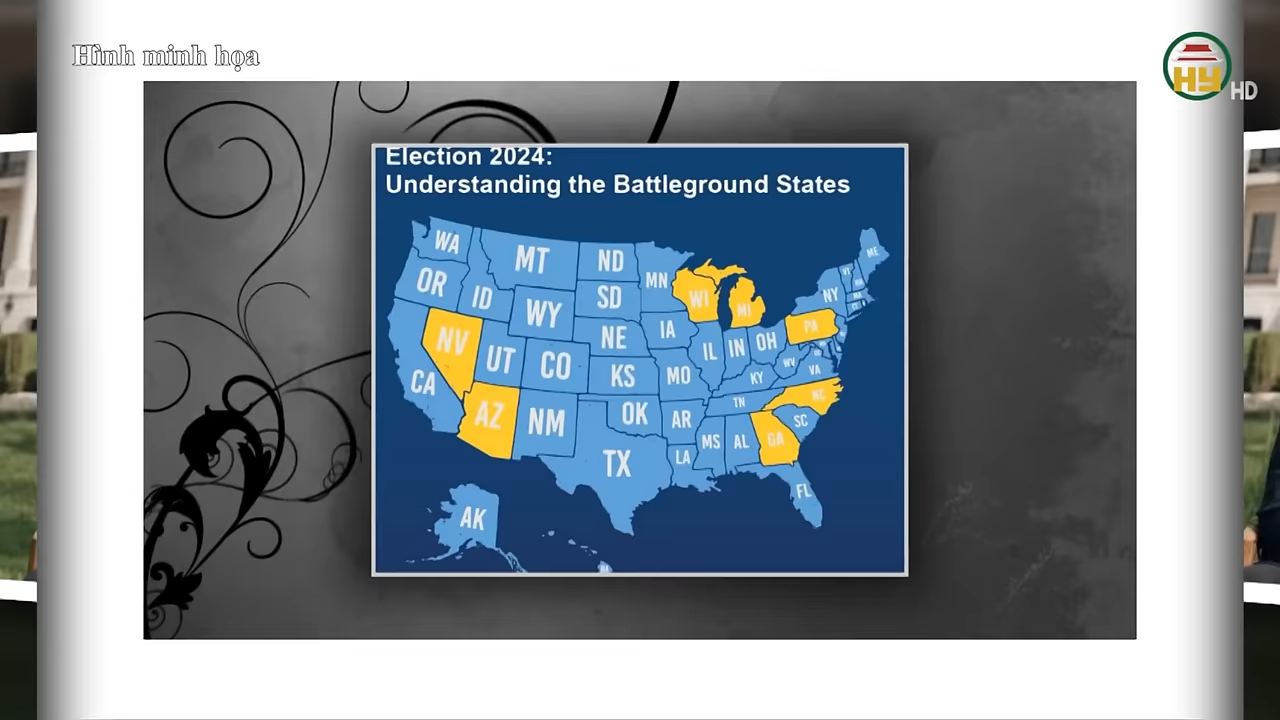 Hình minh họa
HY
HD
Election 2024:
Understanding the Battleground States
WA
MT
ND
MN
ME
OR
ID
SD
WI
MI
NY
VT
WY
NE
IA
PA
NV
UT
CO
IL
IN
OH
KS
MO
WV
VA
KY
CA
NC
TN
AZ
NM
OK
AR
SC
MS
AL
GA
LA
TX
FL
AK